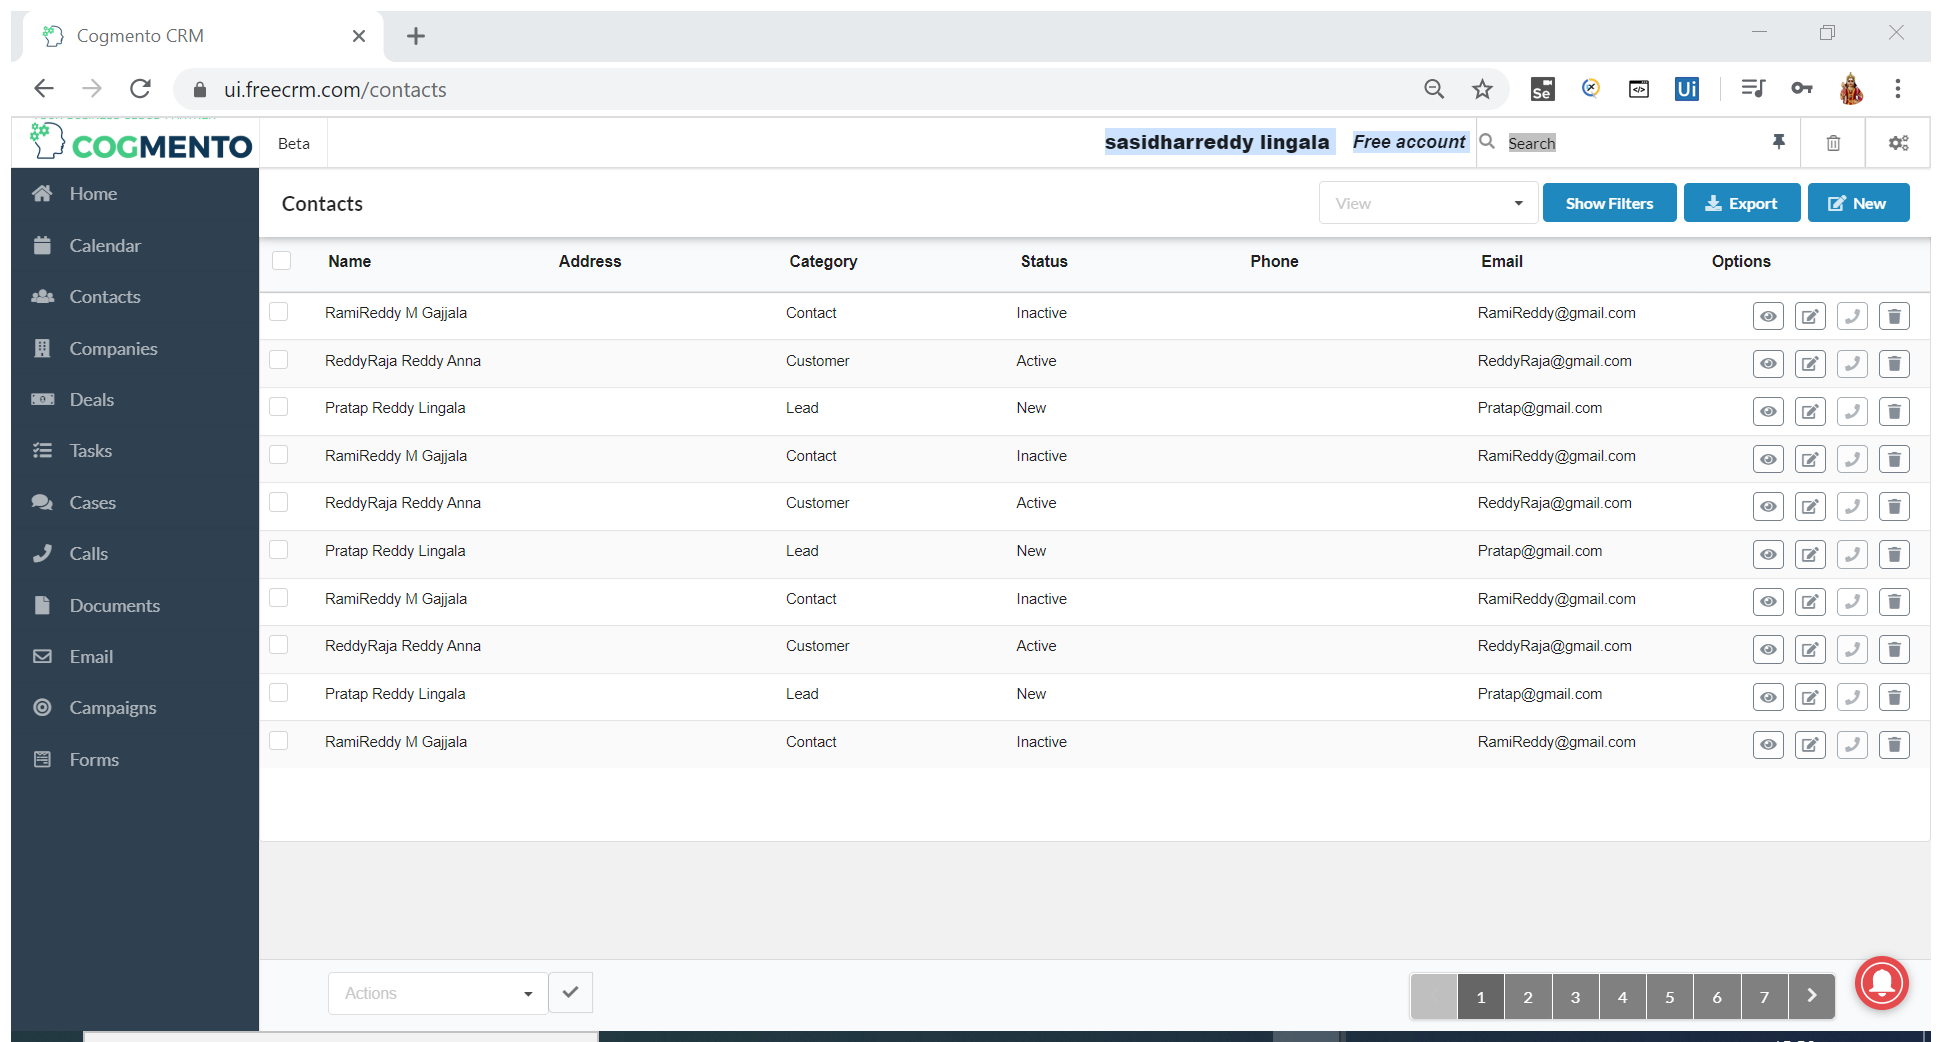 Cogmento CRM
ui.freecrm.com/contacts
Se
Ui
COGMENTO
Beta
sasidharreddy lingala
Free account
Search
Home
Calendar
Contacts
Companies
Deals
Tasks
Cases
Calls
Documents
Email
Campaigns
Forms
Contacts
View
Show Filters
Export
New
Name Address Category Status Phone Email Options
RamiReddy M Gajjala Contact Inactive RamiReddy@gmail.com
ReddyRaja Reddy Anna Customer Active ReddyRaja@gmail.com
Pratap Reddy Lingala Lead New Pratap@gmail.com
RamiReddy M Gajjala Contact Inactive RamiReddy@gmail.com
ReddyRaja Reddy Anna Customer Active ReddyRaja@gmail.com
Pratap Reddy Lingala Lead New Pratap@gmail.com
RamiReddy M Gajjala Contact Inactive RamiReddy@gmail.com
ReddyRaja Reddy Anna Customer Active ReddyRaja@gmail.com
Pratap Reddy Lingala Lead New Pratap@gmail.com
RamiReddy M Gajjala Contact Inactive RamiReddy@gmail.com
Actions
1 2 3 4 5 6 7